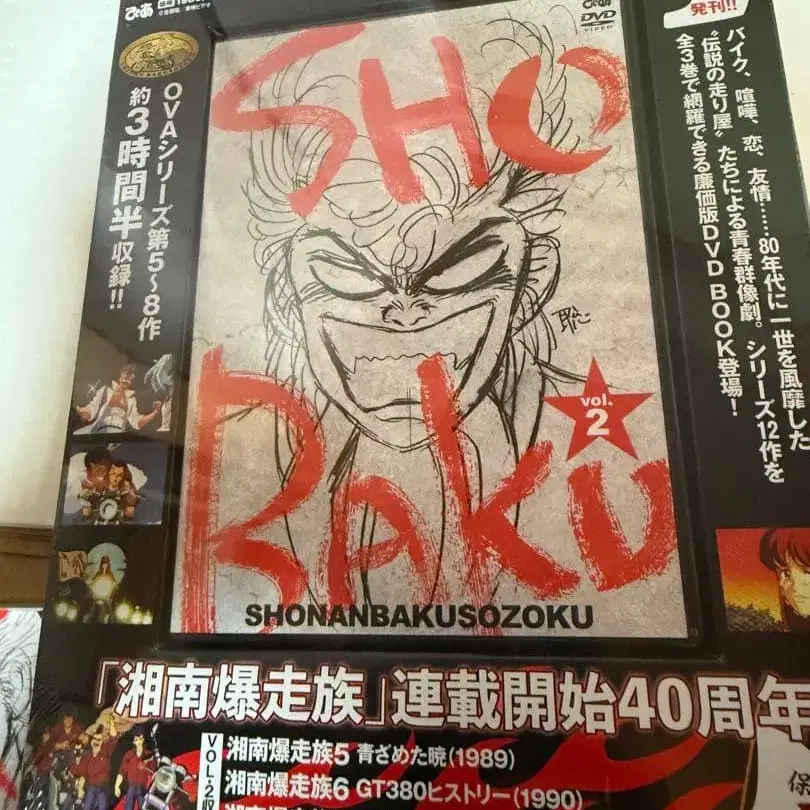 ぴあ
発刊!!
ぴあ
DVD
VIDEO
バイク、喧嘩、恋、友情……80年代に一世を風靡した
"伝説の走り屋"たちによる青春群像劇。シリーズ12作を
全3巻で網羅できる廉価版DVD BOOK登場!
OVAシリーズ第5~8作
約3時間半収録!!
SHO
聡
BAKU
vol.
2
SHONANBAKUSOZOKU
「湘南爆走族」連載開始40周年
湘南爆走族5 青ざめた暁(1989)
湘南爆走族6 GT380ヒストリー(1990)